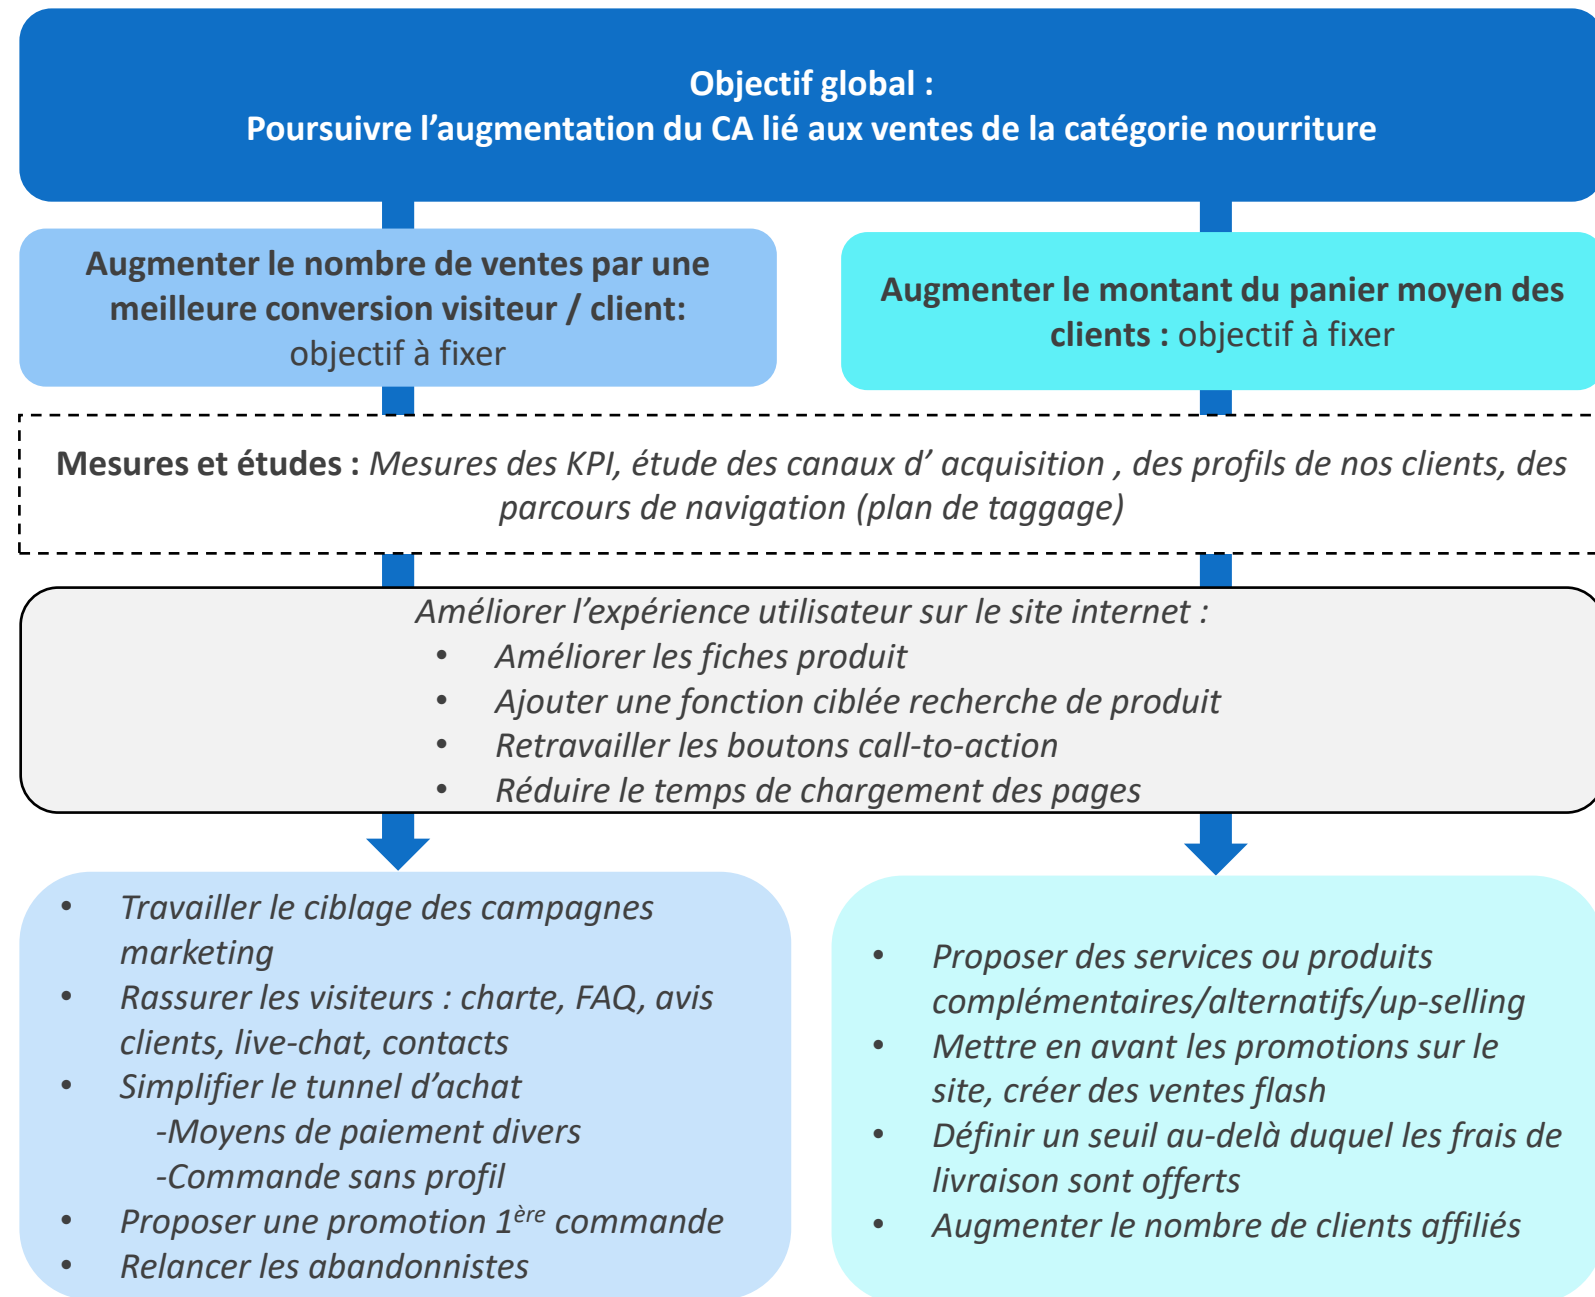 Objectif global :
Poursuivre l’augmentation du CA lié aux ventes de la catégorie nourriture
Augmenter le nombre de ventes par une
meilleure conversion visiteur / client:
objectif à fixer
Augmenter le montant du panier moyen des
clients : objectif à fixer
Mesures et études : Mesures des KPI, étude des canaux d’ acquisition , des profils de nos clients, des
parcours de navigation (plan de taggage)
Améliorer l’expérience utilisateur sur le site internet :
• Améliorer les fiches produit
• Ajouter une fonction ciblée recherche de produit
• Retravailler les boutons call-to-action
• Réduire le temps de chargement des pages
• Travailler le ciblage des campagnes
marketing
• Rassurer les visiteurs : charte, FAQ, avis
clients, live-chat, contacts
• Simplifier le tunnel d’achat
-Moyens de paiement divers
-Commande sans profil
• Proposer une promotion 1ère commande
• Relancer les abandonnistes
• Proposer des services ou produits
complémentaires/alternatifs/up-selling
• Mettre en avant les promotions sur le
site, créer des ventes flash
• Définir un seuil au-delà duquel les frais de
livraison sont offerts
• Augmenter le nombre de clients affiliés